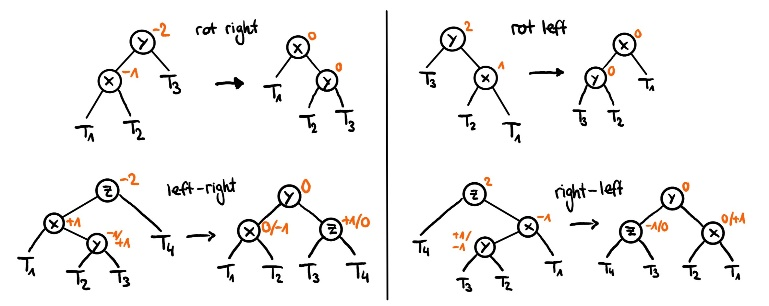 rot right
y -2
x -1
T1 T2 T3
x 0
y 0
T1 T2 T3
rot left
y 2
x 1
T3 T2 T1
x 0
y 0
T3 T2 T1
left-right
z -2
x +1
y -1/+1
T1 T2 T3 T4
y 0
x 0/-1
z +1/0
T1 T2 T3 T4
right-left
z 2
x -1
y +1/-1
T4 T3 T2 T1
y 0
z -1/0
x 0/+1
T4 T3 T2 T1